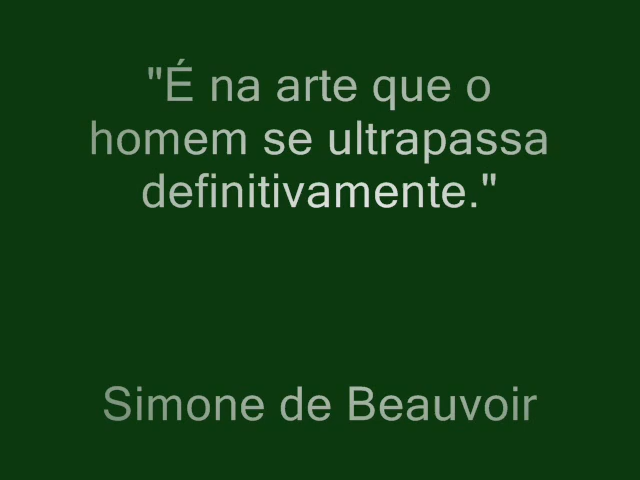 "É na arte que o
homem se ultrapassa
definitivamente."
Simone de Beauvoir